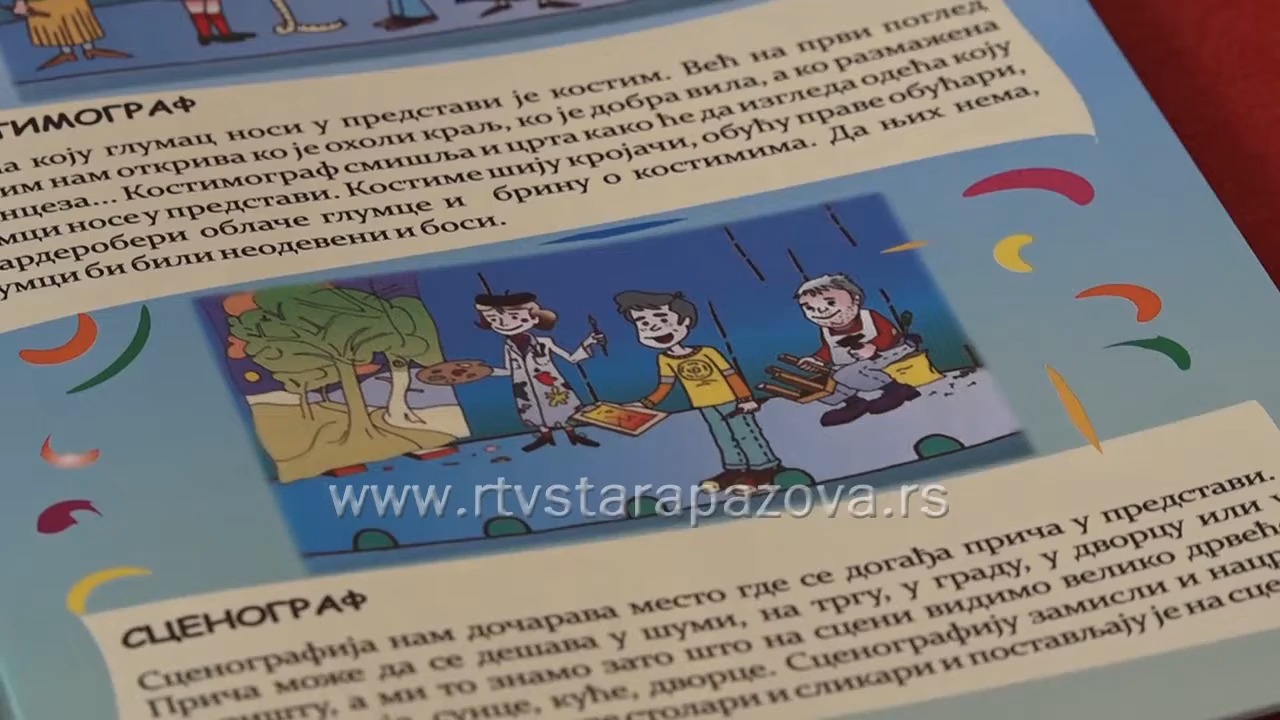 ТИМОГРАФ
коју глумац носи у представи је костим. Већ на први поглед
им нам открива ко је охоли краљ, ко је добра вила, а ко размажена
нцеза... Костимограф смишља и црта како ће да изгледа одећа коју
мци носе у представи. Костиме шију кројачи, обућу праве обућари,
ардеробери облаче глумце и брину о костимима. Да њих нема,
умци би били неодевени и боси.
www.rtvstarapazova.rs
СЦЕНОГРАФ
Сценографија нам дочарава место где се догађа прича у представи.
Прича може да се дешава у шуми, на тргу, у граду, у дворцу или у
ришту, а ми то знамо зато што на сцени видимо велико дрвећ
сунце, куће, дворце. Сценографију замисли и нацр
столари и сликари и постављају је на сце